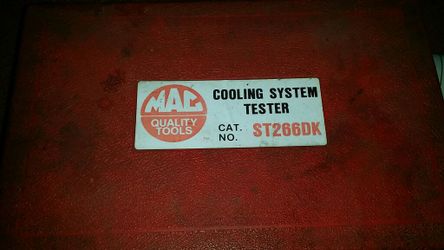 MAC
QUALITY
TOOLS
COOLING SYSTEM
TESTER
CAT.
NO. ST266DK